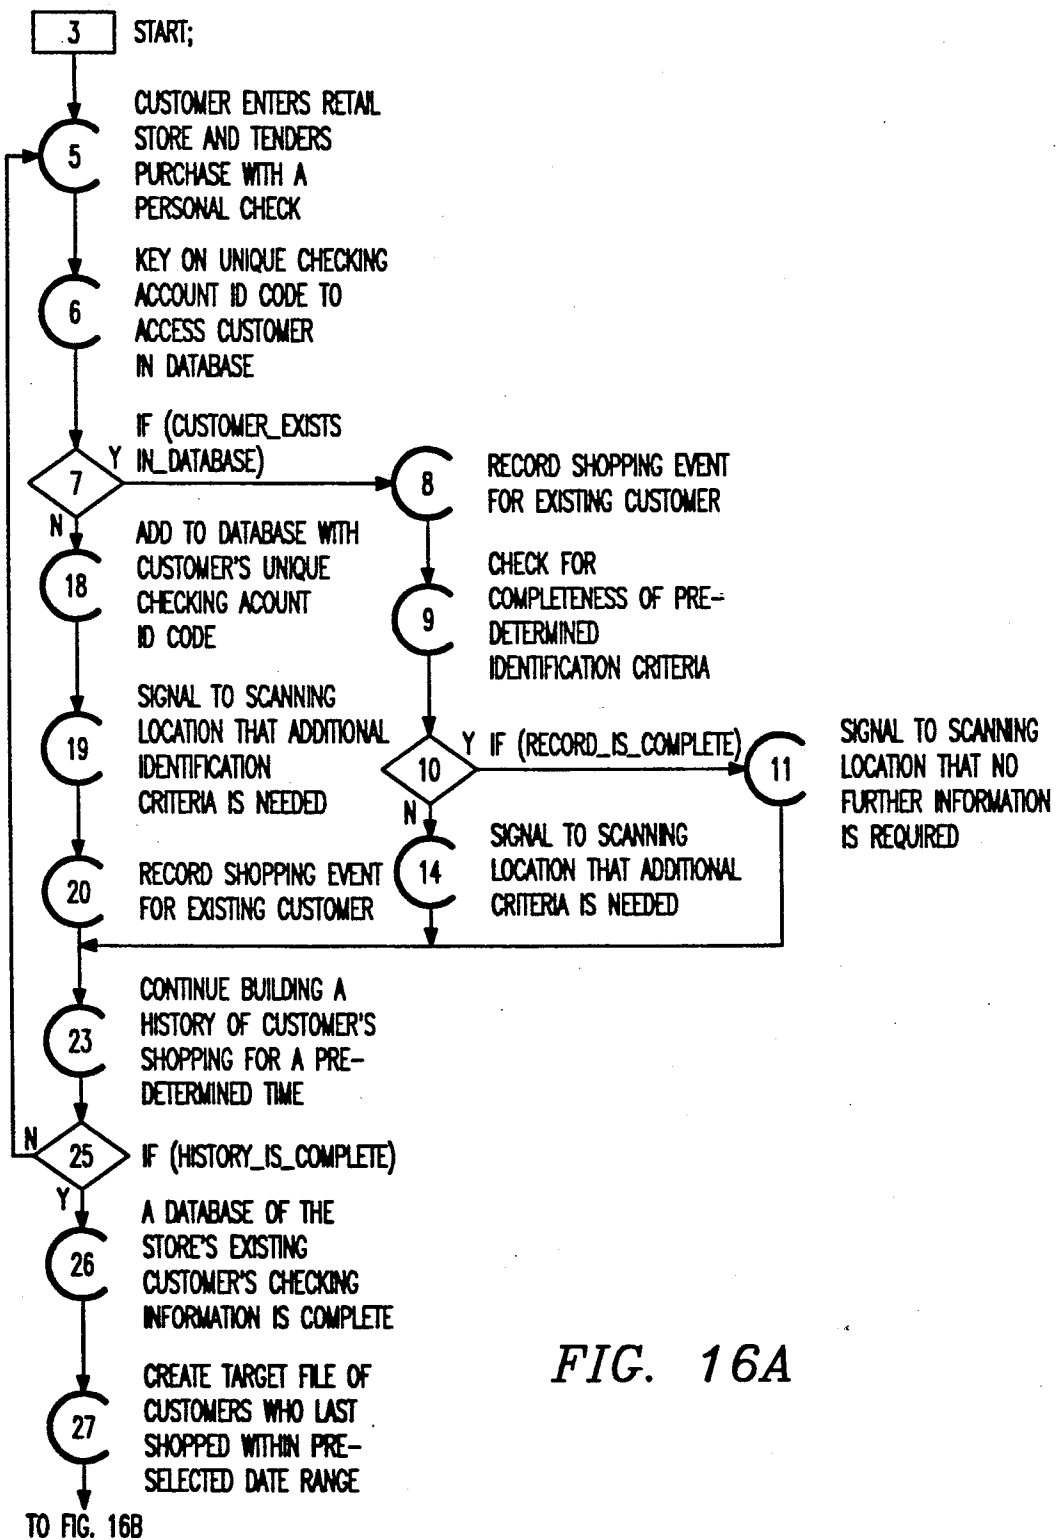 3 START;
CUSTOMER ENTERS RETAIL
STORE AND TENDERS
PURCHASE WITH A
PERSONAL CHECK
5
KEY ON UNIQUE CHECKING
ACCOUNT ID CODE TO
ACCESS CUSTOMER
IN DATABASE
6
IF (CUSTOMER_EXISTS
IN_DATABASE)
Y
7
N
8
RECORD SHOPPING EVENT
FOR EXISTING CUSTOMER
ADD TO DATABASE WITH
CUSTOMER'S UNIQUE
CHECKING ACOUNT
ID CODE
18
CHECK FOR
COMPLETENESS OF PRE-
DETERMINED
IDENTIFICATION CRITERIA
9
SIGNAL TO SCANNING
LOCATION THAT ADDITIONAL
IDENTIFICATION
CRITERIA IS NEEDED
19
Y IF (RECORD_IS_COMPLETE)
10
N
11
SIGNAL TO SCANNING
LOCATION THAT NO
FURTHER INFORMATION
IS REQUIRED
SIGNAL TO SCANNING
LOCATION THAT ADDITIONAL
CRITERIA IS NEEDED
14
20
RECORD SHOPPING EVENT
FOR EXISTING CUSTOMER
CONTINUE BUILDING A
HISTORY OF CUSTOMER'S
SHOPPING FOR A PRE-
DETERMINED TIME
23
N
25 IF (HISTORY_IS_COMPLETE)
Y
A DATABASE OF THE
STORE'S EXISTING
CUSTOMER'S CHECKING
INFORMATION IS COMPLETE
26
CREATE TARGET FILE OF
CUSTOMERS WHO LAST
SHOPPED WITHIN PRE-
SELECTED DATE RANGE
27
TO FIG. 16B
FIG. 16A